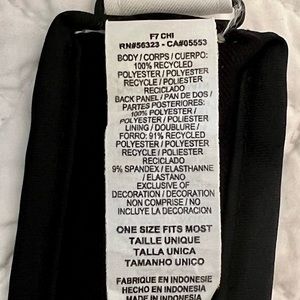 F7 CHI
RN#56323 - CA#05553
BODY / CORPS / CUERPO:
100% RECYCLED
POLYESTER / POLYESTER
RECYCLE / POLIESTER
RECICLADO
BACK PANEL / PAN DE DOS /
PARTES POSTERIORES:
100% POLYESTER /
POLYESTER / POLIESTER
LINING / DOUBLURE /
FORRO: 91% RECYCLED
POLYESTER / POLYESTER
RECYCLE / POLIESTER
RECICLADO
9% SPANDEX / ELASTHANNE
/ ELASTANO
EXCLUSIVE OF
DECORATION / DECORATION
NON COMPRISE / NO
INCLUYE LA DECORACION
ONE SIZE FITS MOST
TAILLE UNIQUE
TALLA UNICA
TAMANHO UNICO
FABRIQUE EN INDONESIE
HECHO EN INDONESIA
MADE IN INDONESIA